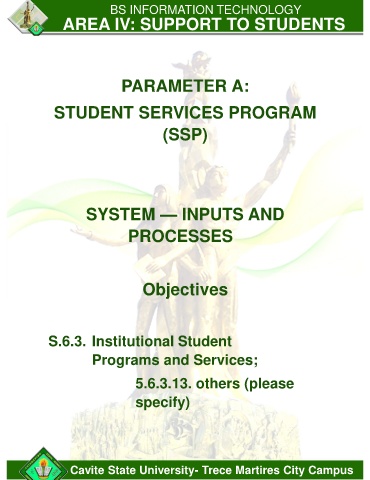 BS INFORMATION TECHNOLOGY
AREA IV: SUPPORT TO STUDENTS
PARAMETER A:
STUDENT SERVICES PROGRAM
(SSP)
SYSTEM — INPUTS AND
PROCESSES
Objectives
S.6.3. Institutional Student
Programs and Services;
5.6.3.13. others (please
specify)
Cavite State University- Trece Martires City Campus